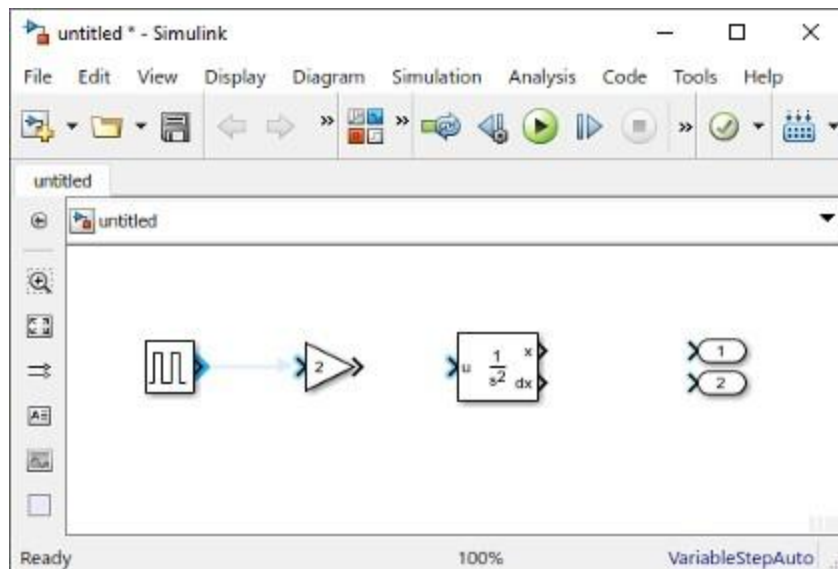 untitled * - Simulink
File Edit View Display Diagram Simulation Analysis Code Tools Help
untitled
untitled
2
u 1 s2 x dx
1
2
Ready 100% VariableStepAuto